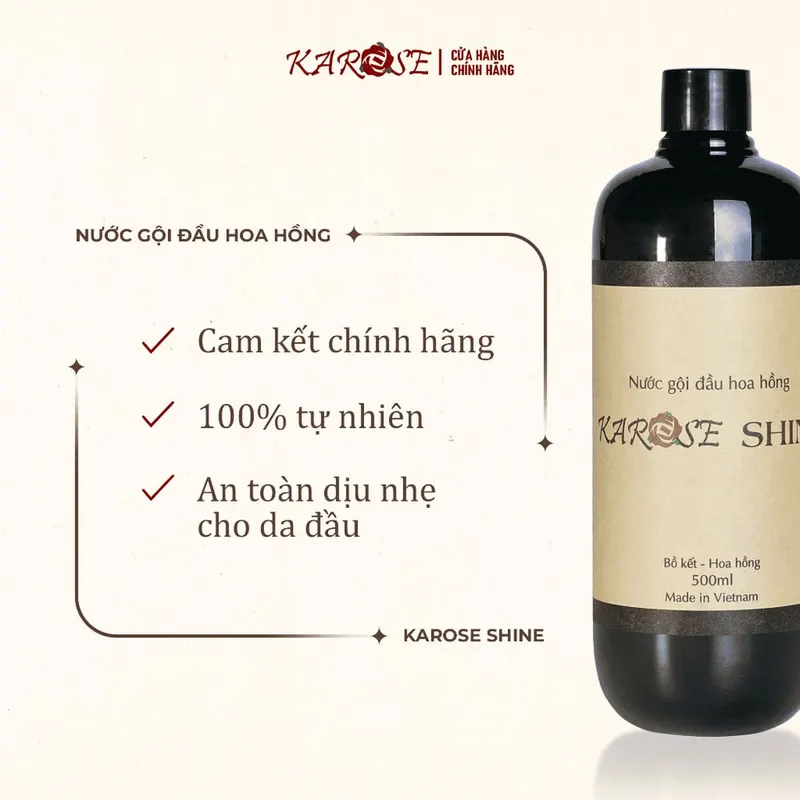 KAROSE
CỬA HÀNG
CHÍNH HÃNG
NƯỚC GỘI ĐẦU HOA HỒNG
Cam kết chính hãng
100% tự nhiên
An toàn dịu nhẹ
cho da đầu
KAROSE SHINE
Nước gội đầu hoa hồng
KAROSE SHIN
Bồ kết - Hoa hồng
500ml
Made in Vietnam